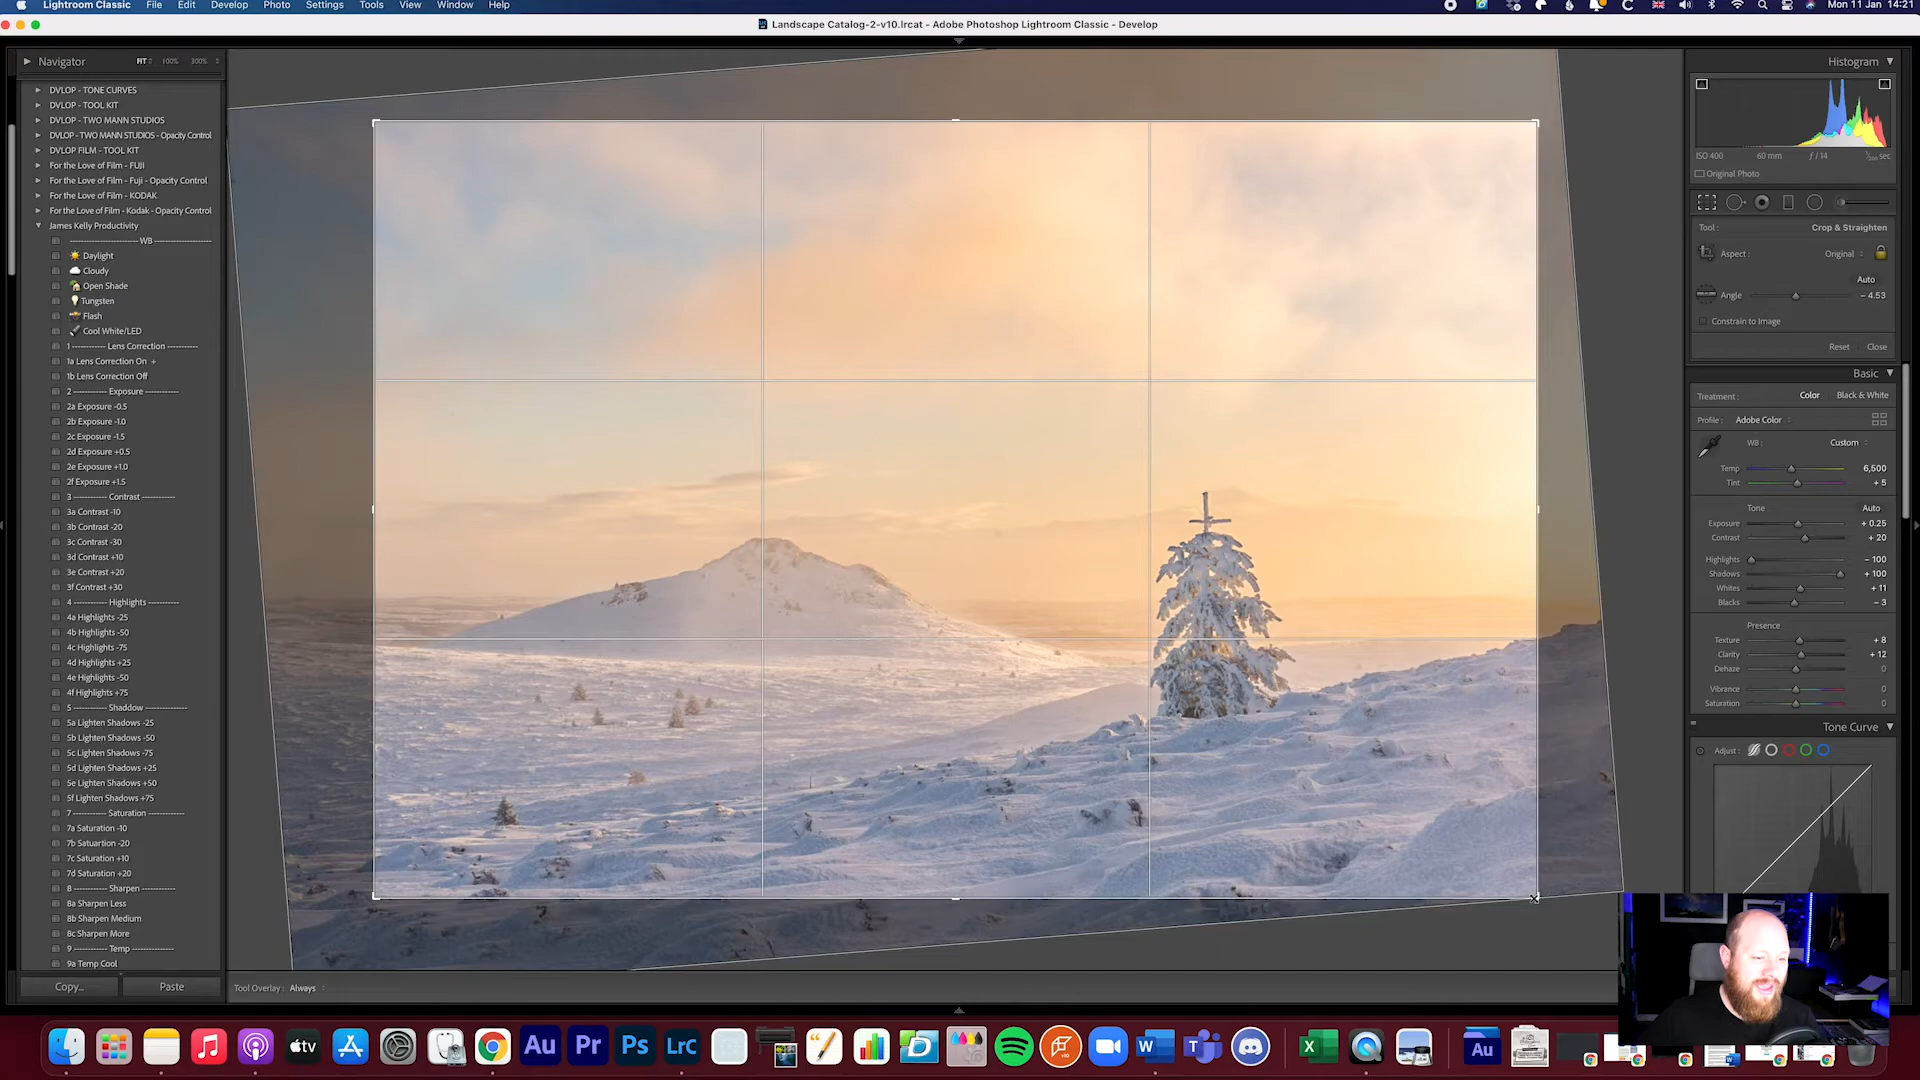 Lightroom Classic File Edit Develop Photo Settings Tools View Window Help
Mon 11 Jan 14:21
Landscape Catalog-2-v10.lrcat - Adobe Photoshop Lightroom Classic - Develop
Navigator FIT 100% 300%
DVLOP - TONE CURVES
DVLOP - TOOL KIT
DVLOP - TWO MANN STUDIOS
DVLOP - TWO MANN STUDIOS - Opacity Control
DVLOP FILM - TOOL KIT
For the Love of Film - FUJI
For the Love of Film - Fuji - Opacity Control
For the Love of Film - KODAK
For the Love of Film - Kodak - Opacity Control
James Kelly Productivity
------------------------ WB --------------------
Daylight
Cloudy
Open Shade
Tungsten
Flash
Cool White/LED
1 ------------ Lens Correction -----------
1a Lens Correction On +
1b Lens Correction Off
2 ------------ Exposure ------------
2a Exposure -0.5
2b Exposure -1.0
2c Exposure -1.5
2d Exposure +0.5
2e Exposure +1.0
2f Exposure +1.5
3 ------------ Contrast ------------
3a Contrast -10
3b Contrast -20
3c Contrast -30
3d Contrast +10
3e Contrast +20
3f Contrast +30
4 ------------ Highlights -----------
4a Highlights -25
4b Highlights -50
4c Highlights -75
4d Highlights +25
4e Highlights -50
4f Highlights +75
5 ------------ Shaddow --------------
5a Lighten Shadows -25
5b Lighten Shadows -50
5c Lighten Shadows -75
5d Lighten Shadows +25
5e Lighten Shadows +50
5f Lighten Shadows +75
7 ------------ Saturation ------------
7a Saturation -10
7b Satuartion -20
7c Saturation +10
7d Saturation +20
8 ------------ Sharpen ------------
8a Sharpen Less
8b Sharpen Medium
8c Sharpen More
9 ------------ Temp ---------------
9a Temp Cool
Copy... Paste
Tool Overlay: Always
Histogram
ISO 400 60 mm ƒ / 14
Original Photo
Tool : Crop & Straighten
Aspect : Original
Auto
Angle - 4.53
Constrain to Image
Reset Close
Basic
Treatment : Color Black & White
Profile : Adobe Color
WB : Custom
Temp 6,500
Tint + 5
Tone Auto
Exposure + 0.25
Contrast + 20
Highlights - 100
Shadows + 100
Whites + 11
Blacks - 3
Presence
Texture + 8
Clarity + 12
Dehaze 0
Vibrance 0
Saturation 0
Tone Curve
Adjust :
tv Au Pr Ps Lrc W T X Au